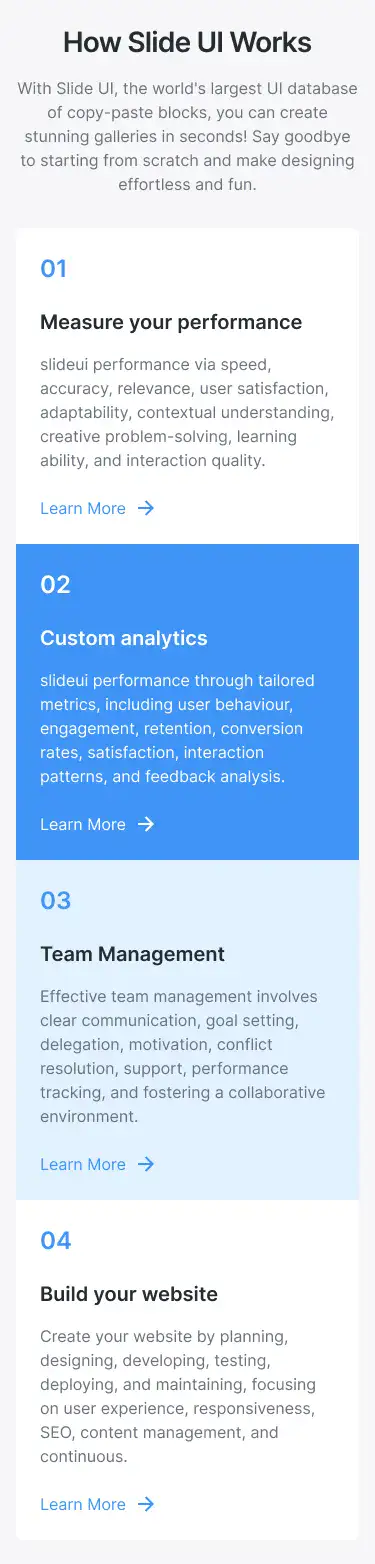 How Slide UI Works
With Slide UI, the world's largest UI database
of copy-paste blocks, you can create
stunning galleries in seconds! Say goodbye
to starting from scratch and make designing
effortless and fun.
01
Measure your performance
slideui performance via speed,
accuracy, relevance, user satisfaction,
adaptability, contextual understanding,
creative problem-solving, learning
ability, and interaction quality.
Learn More
02
Custom analytics
slideui performance through tailored
metrics, including user behaviour,
engagement, retention, conversion
rates, satisfaction, interaction
patterns, and feedback analysis.
Learn More
03
Team Management
Effective team management involves
clear communication, goal setting,
delegation, motivation, conflict
resolution, support, performance
tracking, and fostering a collaborative
environment.
Learn More
04
Build your website
Create your website by planning,
designing, developing, testing,
deploying, and maintaining, focusing
on user experience, responsiveness,
SEO, content management, and
continuous.
Learn More